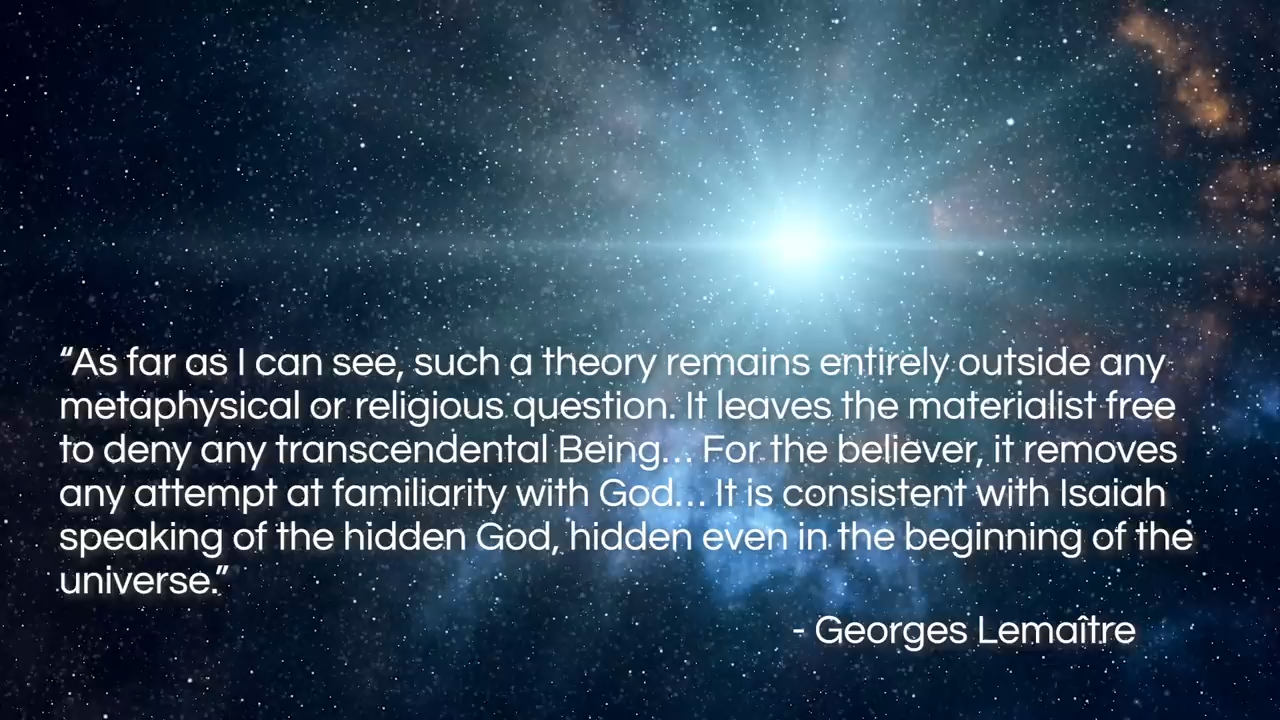 “As far as I can see, such a theory remains entirely outside any
metaphysical or religious question. It leaves the materialist free
to deny any transcendental Being… For the believer, it removes
any attempt at familiarity with God… It is consistent with Isaiah
speaking of the hidden God, hidden even in the beginning of the
universe.”
- Georges Lemaître